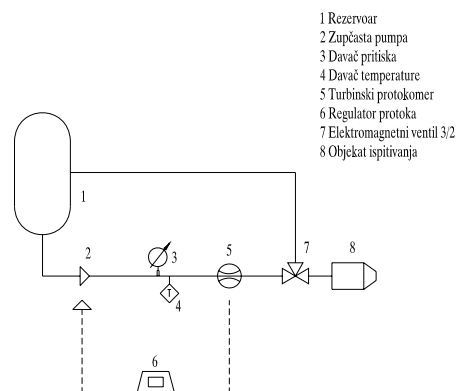 1 Rezervoar
2 Zupčasta pumpa
3 Davač pritiska
4 Davač temperature
5 Turbinski protokomer
6 Regulator protoka
7 Elektromagnetni ventil 3/2
8 Objekat ispitivanja
1
2
3
5
7
8
T
4
6